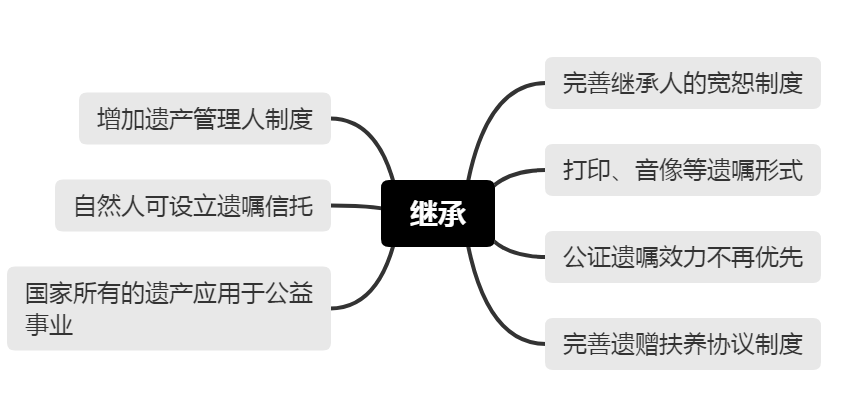 继承
完善继承人的宽恕制度
打印、音像等遗嘱形式
公证遗嘱效力不再优先
完善遗赠扶养协议制度
增加遗产管理人制度
自然人可设立遗嘱信托
国家所有的遗产应用于公益
事业